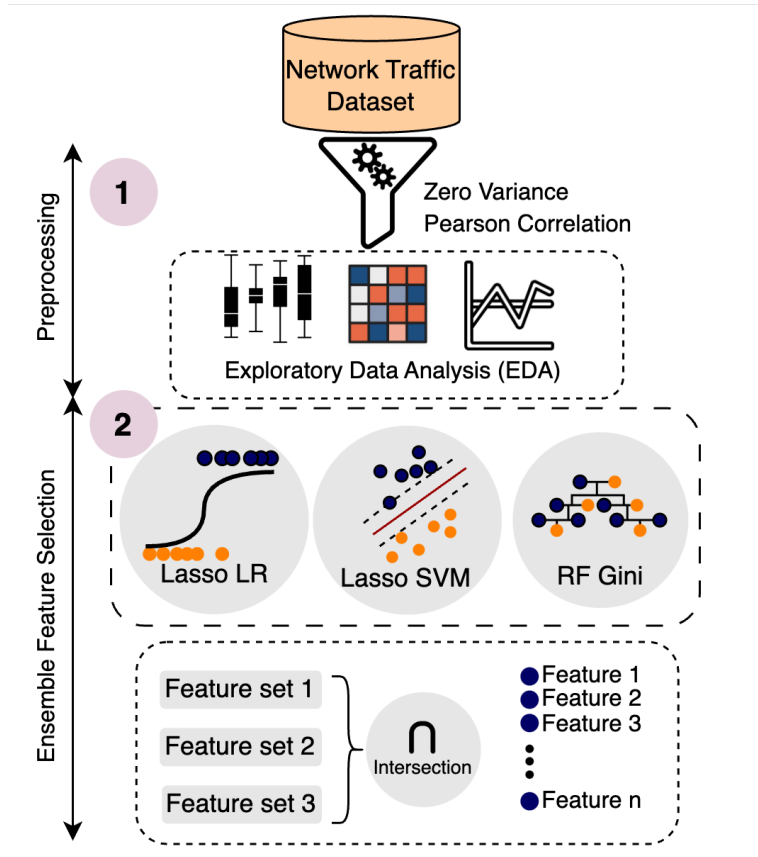 Network Traffic
Dataset
1
Preprocessing
Zero Variance
Pearson Correlation
Exploratory Data Analysis (EDA)
2
Ensemble Feature Selection
Lasso LR
Lasso SVM
RF Gini
Feature set 1
Feature set 2
Feature set 3
∩
Intersection
Feature 1
Feature 2
Feature 3
Feature n